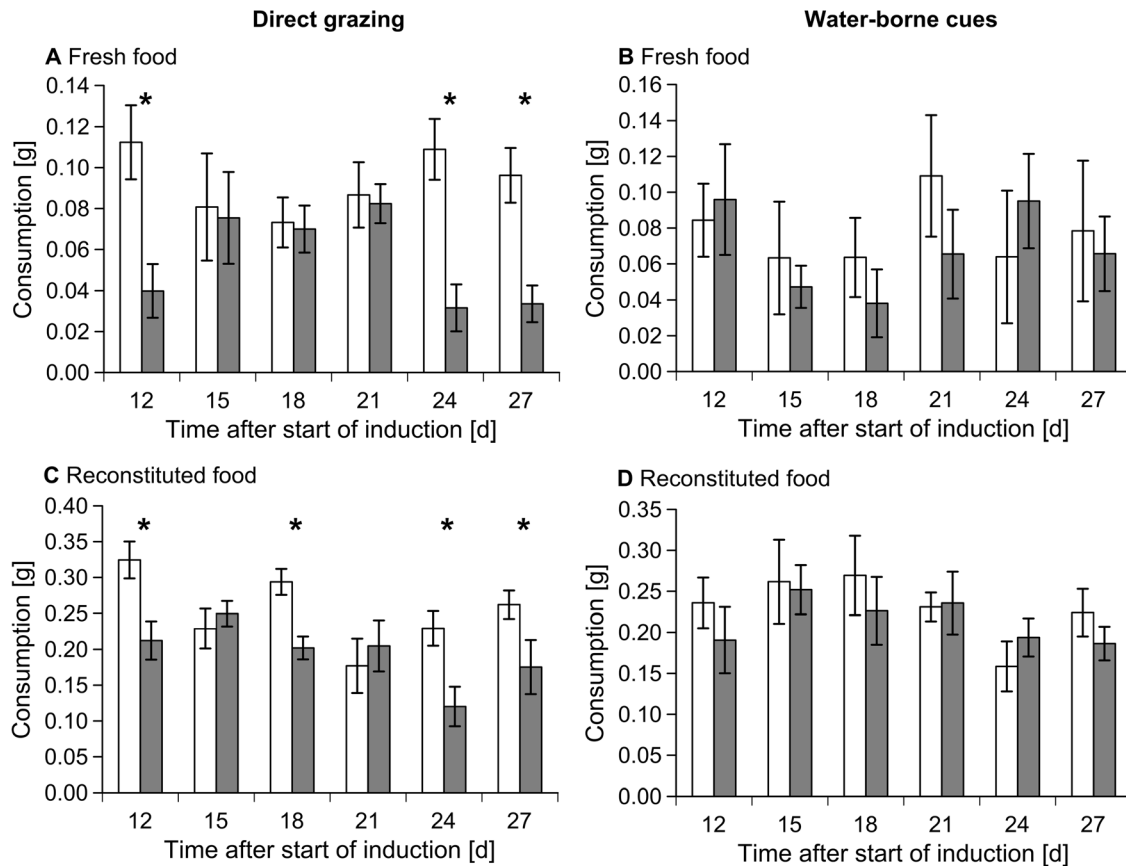 Direct grazing
Water-borne cues
A Fresh food
Consumption [g]
0.14
0.12
0.10
0.08
0.06
0.04
0.02
0.00
* * *
12 15 18 21 24 27
Time after start of induction [d]
B Fresh food
Consumption [g]
0.16
0.14
0.12
0.10
0.08
0.06
0.04
0.02
0.00
12 15 18 21 24 27
Time after start of induction [d]
C Reconstituted food
Consumption [g]
0.40
0.35
0.30
0.25
0.20
0.15
0.10
0.05
0.00
* * * *
12 15 18 21 24 27
Time after start of induction [d]
D Reconstituted food
Consumption [g]
0.35
0.30
0.25
0.20
0.15
0.10
0.05
0.00
12 15 18 21 24 27
Time after start of induction [d]